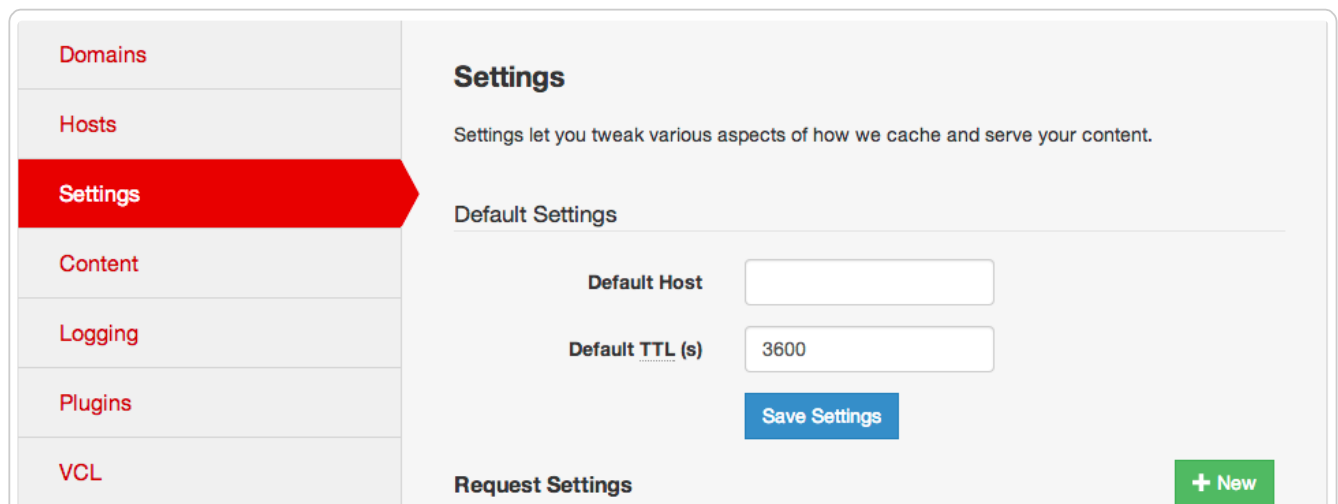 Domains
Hosts
Settings
Content
Logging
Plugins
VCL
Settings
Settings let you tweak various aspects of how we cache and serve your content.
Default Settings
Default Host
Default TTL (s) 3600
Save Settings
Request Settings + New